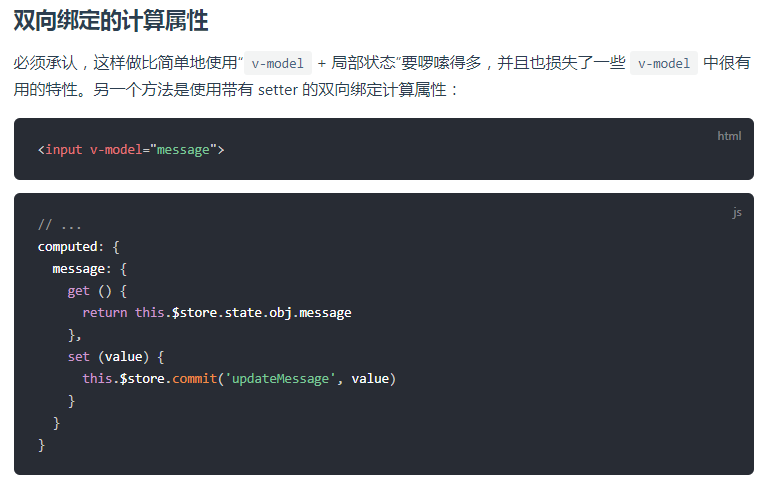 双向绑定的计算属性
必须承认，这样做比简单地使用“ v-model + 局部状态”要啰嗦得多，并且也损失了一些 v-model 中很有
用的特性。另一个方法是使用带有 setter 的双向绑定计算属性：
html
<input v-model="message">
js
// ...
computed: {
  message: {
    get () {
      return this.$store.state.obj.message
    },
    set (value) {
      this.$store.commit('updateMessage', value)
    }
  }
}